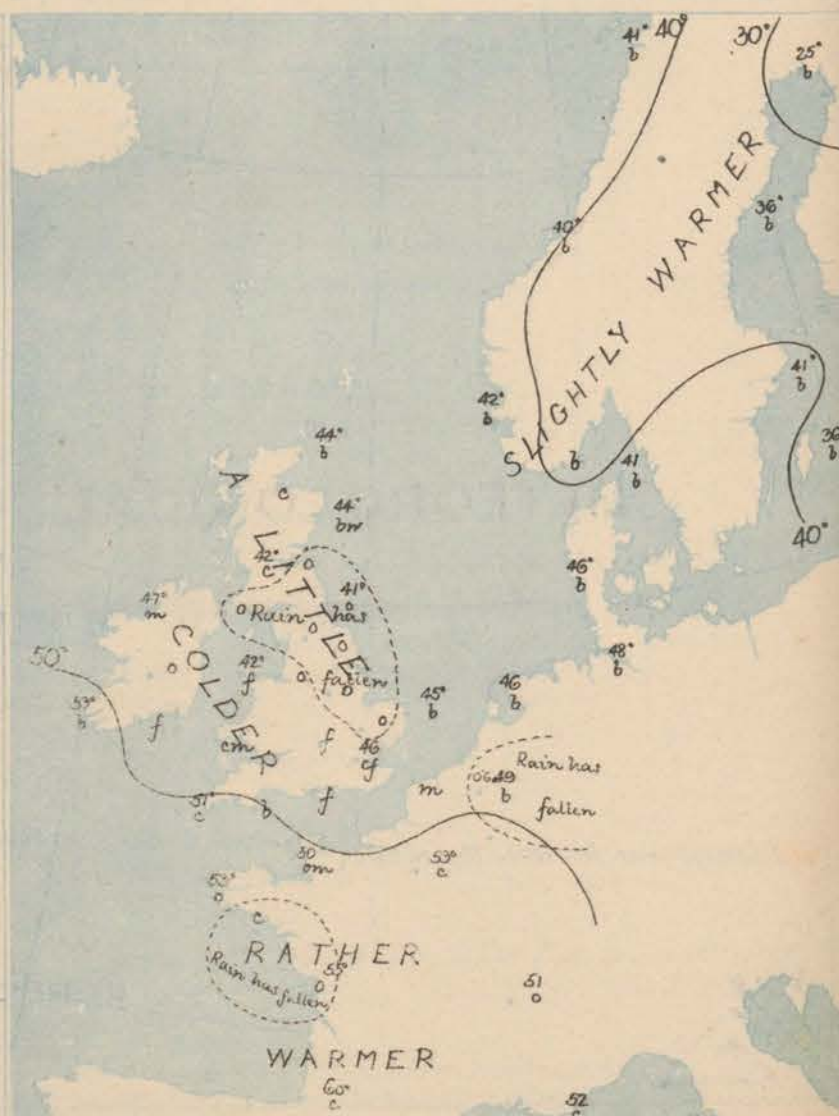 41°
b
40°
30°
25°
b
40°
b
36°
b
SLIGHTLY WARMER
42°
b
41°
b
36
b
44°
b
b
41
b
A LITTLE
COLDER
c
44°
bm
40°
42°
c
46°
b
47°
m
41°
Rain has
fallen
50°
42°
f
48°
b
53°
b
45°
b
46
b
f
cm
f
46
cf
Rain has
fallen
49
b
m
51°
c
b
f
50
om
53°
c
53°
o
c
RATHER
WARMER
Rain has
fallen
55°
o
51
o
60°
c
52
c